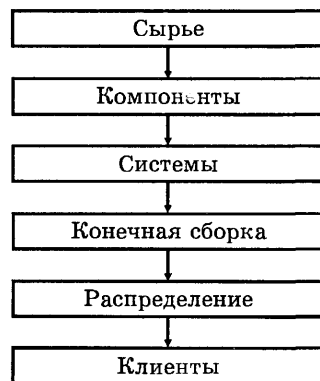 Сырье
Компоненты
Системы
Конечная сборка
Распределение
Клиенты